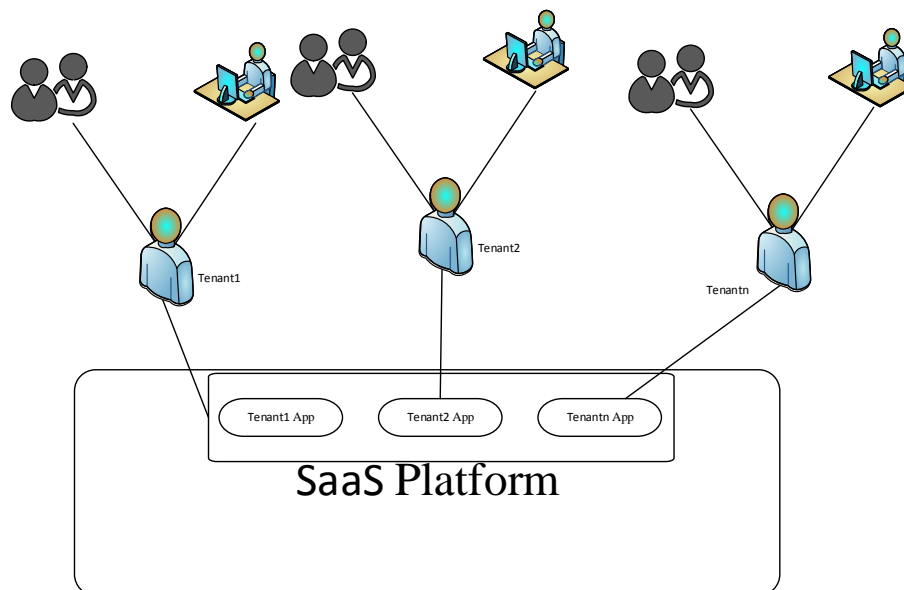 Tenant1
Tenant2
Tenantn
Tenant1 App
Tenant2 App
Tenantn App
SaaS Platform